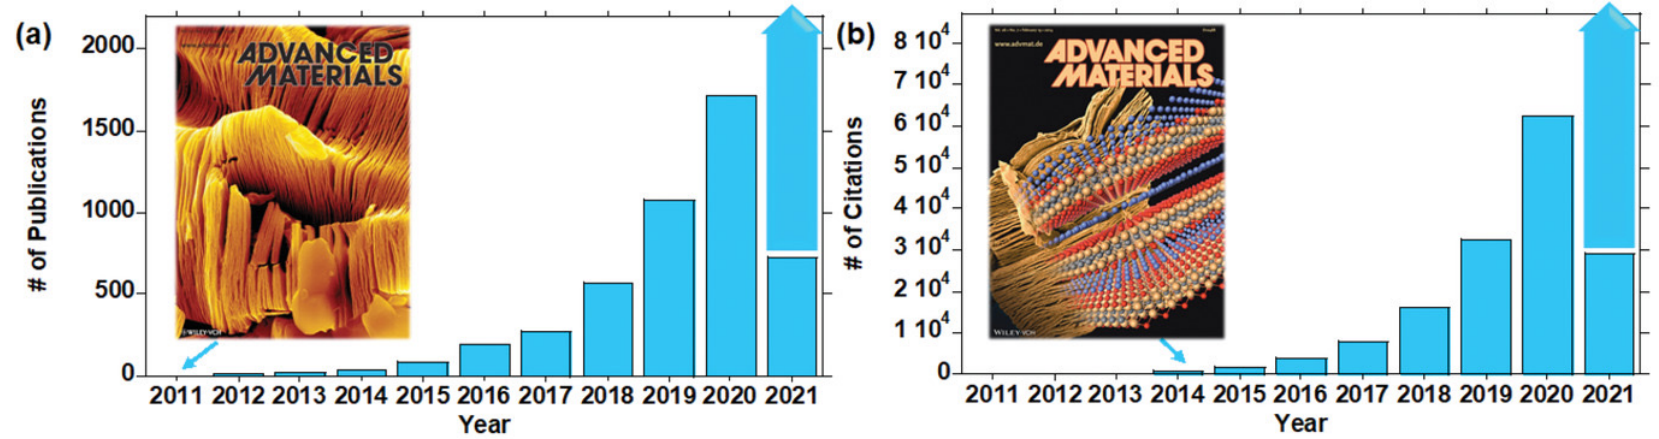 (a)
# of Publications
2000
1500
1000
500
0
www.advmat.de
ADVANCED
MATERIALS
WILEY-VCH
2011 2012 2013 2014 2015 2016 2017 2018 2019 2020 2021
Year
(b)
# of Citations
8 10⁴
7 10⁴
6 10⁴
5 10⁴
4 10⁴
3 10⁴
2 10⁴
1 10⁴
0
www.advmat.de
ADVANCED
MATERIALS
WILEY-VCH
2011 2012 2013 2014 2015 2016 2017 2018 2019 2020 2021
Year